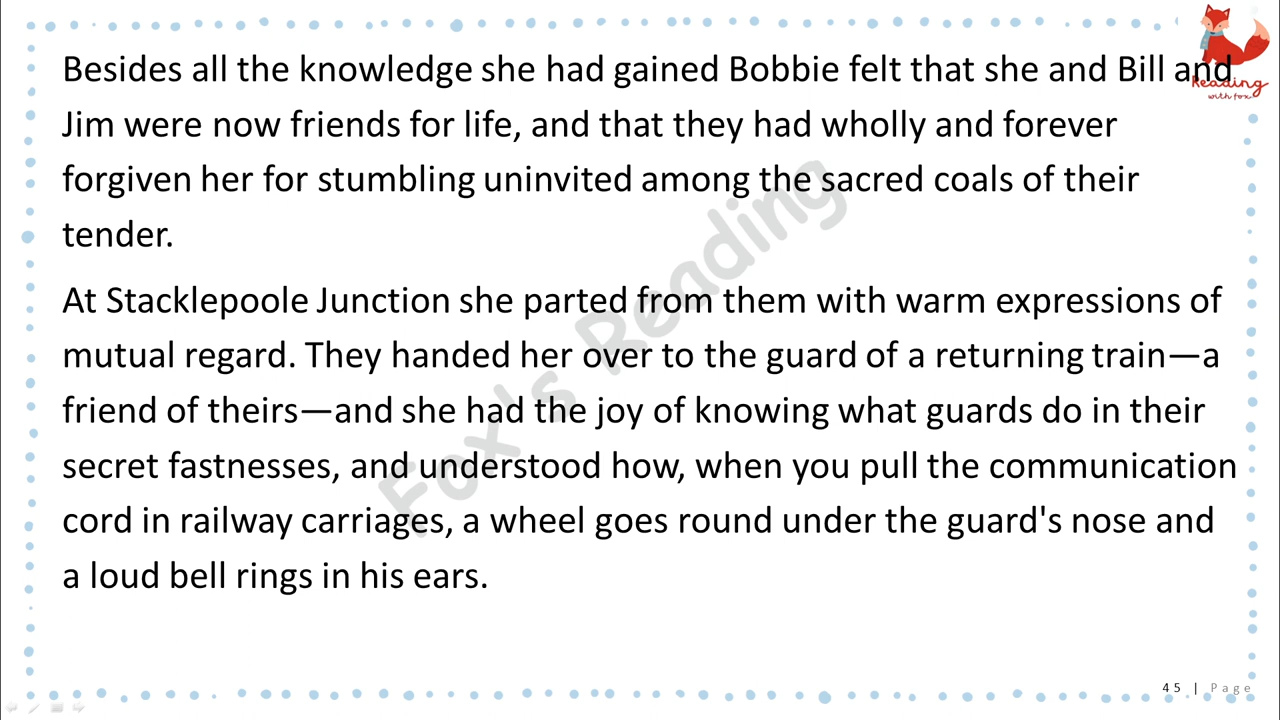 Besides all the knowledge she had gained Bobbie felt that she and Bill and
Jim were now friends for life, and that they had wholly and forever
forgiven her for stumbling uninvited among the sacred coals of their
tender.
At Stacklepoole Junction she parted from them with warm expressions of
mutual regard. They handed her over to the guard of a returning train—a
friend of theirs—and she had the joy of knowing what guards do in their
secret fastnesses, and understood how, when you pull the communication
cord in railway carriages, a wheel goes round under the guard's nose and
a loud bell rings in his ears.
Reading
with fox
Fox's Reading
45 | Page